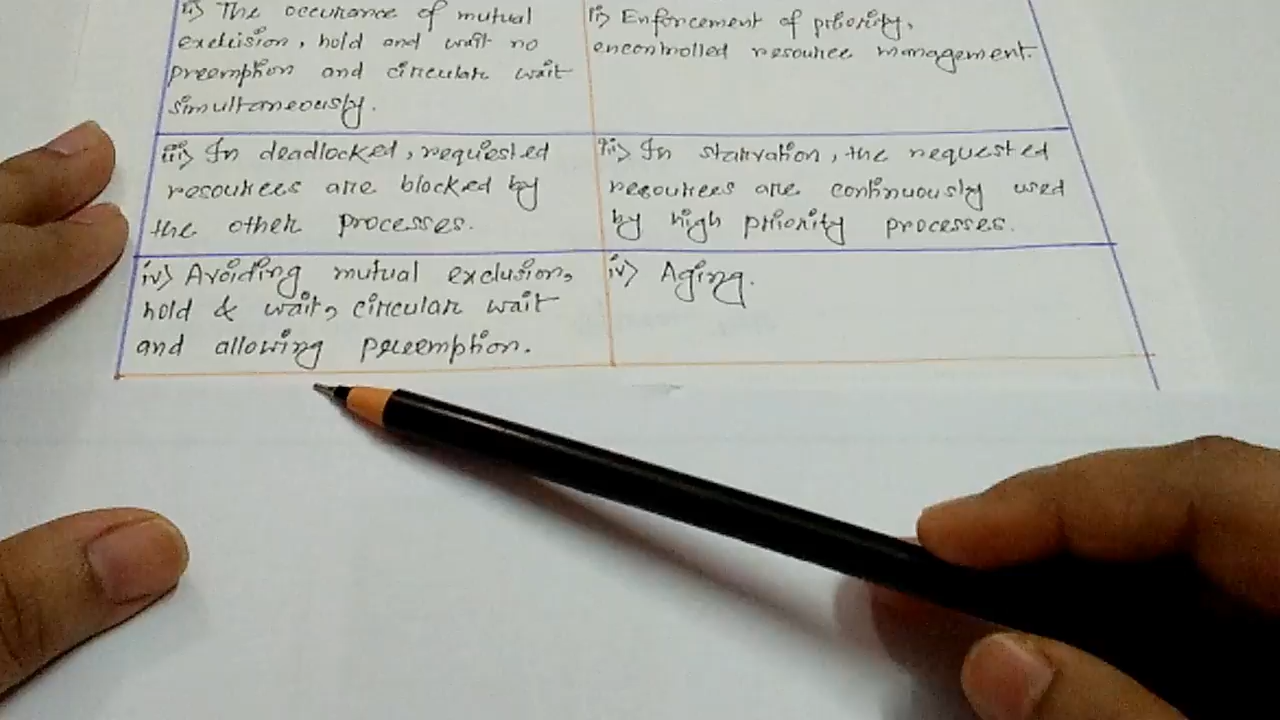 ii) The occurance of mutual
exclusion, hold and wait no
preemption and circular wait
simultaneously.
ii) Enforcement of priority,
encontrolled resource management.
iii) In deadlocked, requested
resources are blocked by
the other processes.
iii) In starvation, the requested
resources are continuously used
by high priority processes.
iv) Avoiding mutual exclusion,
hold & wait, circular wait
and allowing preemption.
iv) Aging.